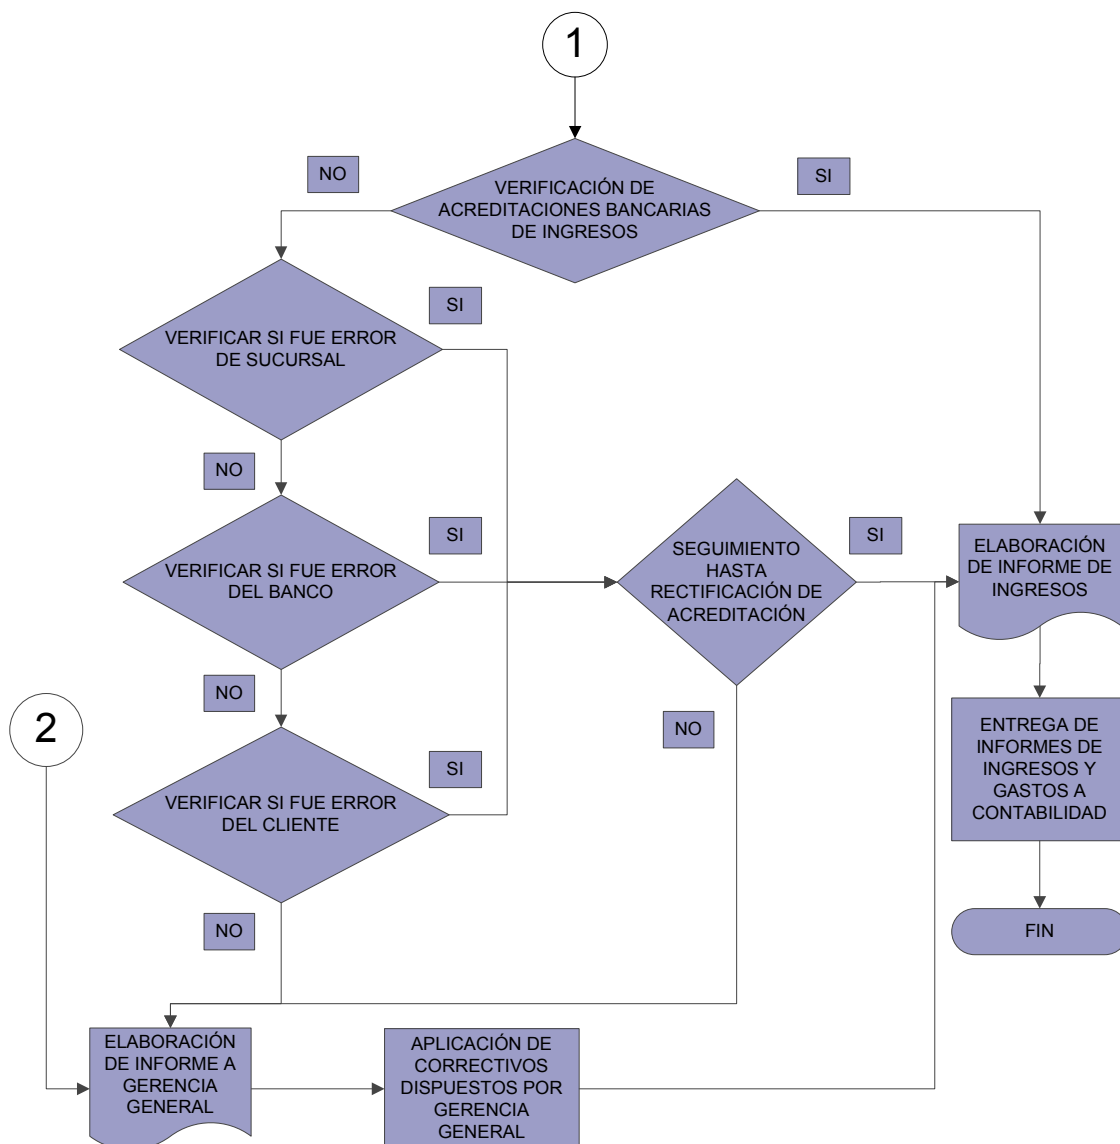 1
NO
SI
VERIFICACIÓN DE
ACREDITACIONES BANCARIAS
DE INGRESOS
SI
VERIFICAR SI FUE ERROR
DE SUCURSAL
NO
SI
VERIFICAR SI FUE ERROR
DEL BANCO
SEGUIMIENTO
HASTA
RECTIFICACIÓN DE
ACREDITACIÓN
SI
ELABORACIÓN
DE INFORME DE
INGRESOS
NO
2
NO
SI
VERIFICAR SI FUE ERROR
DEL CLIENTE
ENTREGA DE
INFORMES DE
INGRESOS Y
GASTOS A
CONTABILIDAD
NO
FIN
ELABORACIÓN
DE INFORME A
GERENCIA
GENERAL
APLICACIÓN DE
CORRECTIVOS
DISPUESTOS POR
GERENCIA
GENERAL